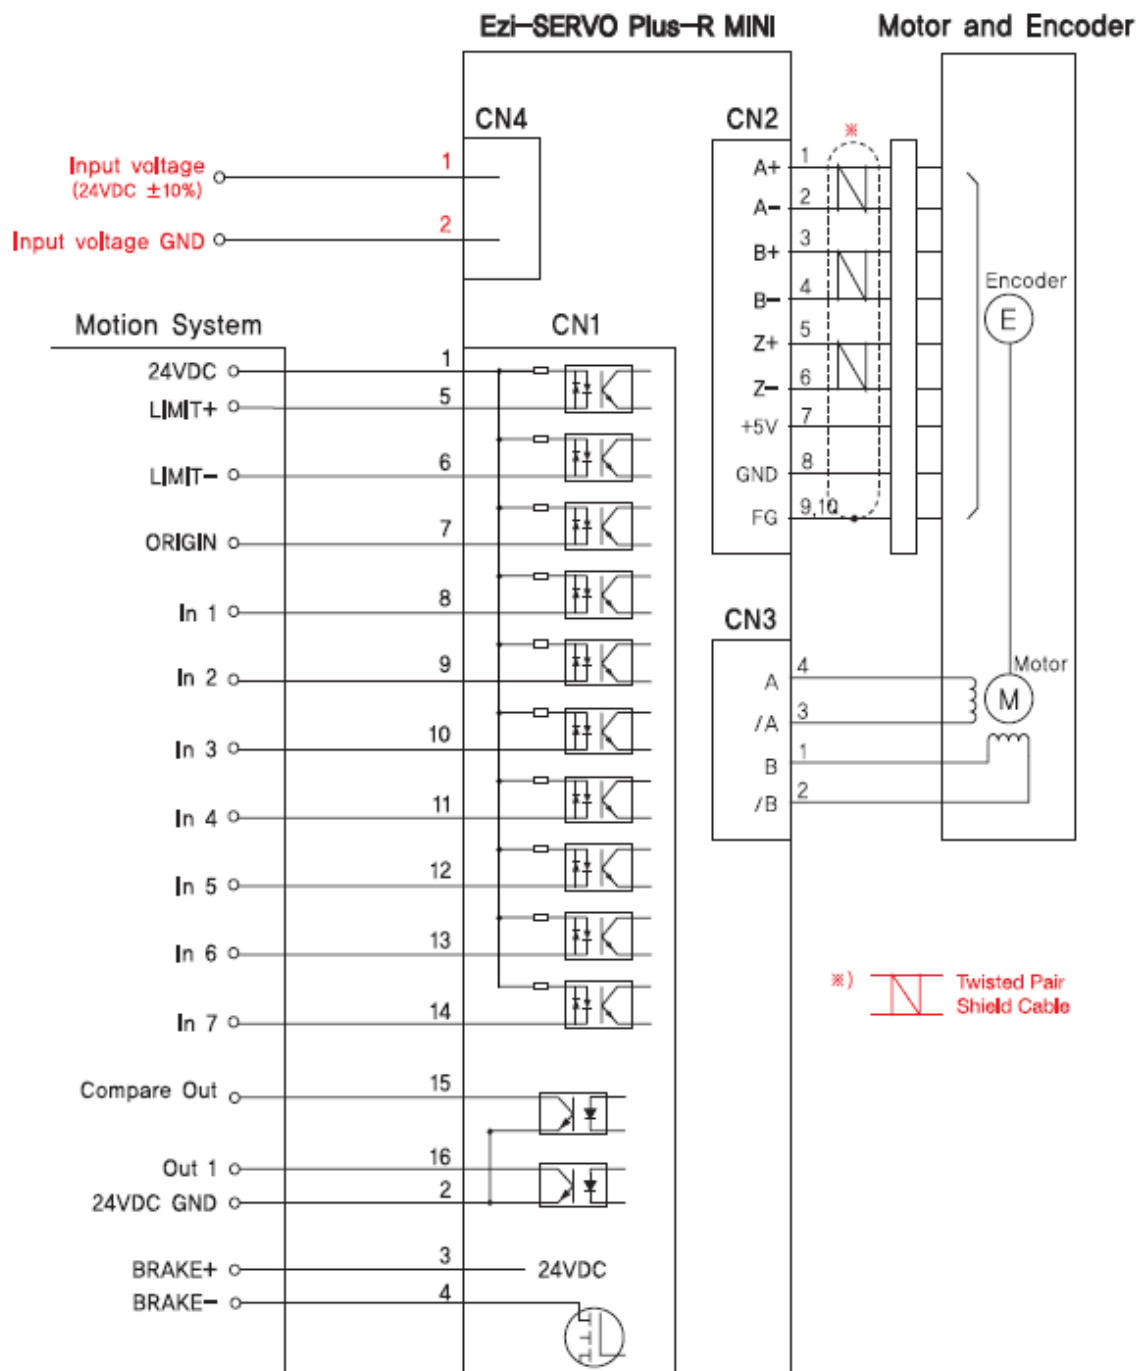 Ezi-SERVO Plus-R MINI
Motor and Encoder
CN4
Input voltage
(24VDC ±10%)
1
Input voltage GND
2
CN2
※
A+ 1
A- 2
B+ 3
B- 4
Z+ 5
Z- 6
+5V 7
GND 8
FG 9,10
Encoder
E
Motion System
CN1
24VDC 1
LIMIT+ 5
LIMIT- 6
ORIGIN 7
In 1 8
In 2 9
In 3 10
In 4 11
In 5 12
In 6 13
In 7 14
Compare Out 15
Out 1 16
24VDC GND 2
BRAKE+ 3 24VDC
BRAKE- 4
CN3
A 4
/A 3
B 1
/B 2
Motor
M
※) Twisted Pair
Shield Cable